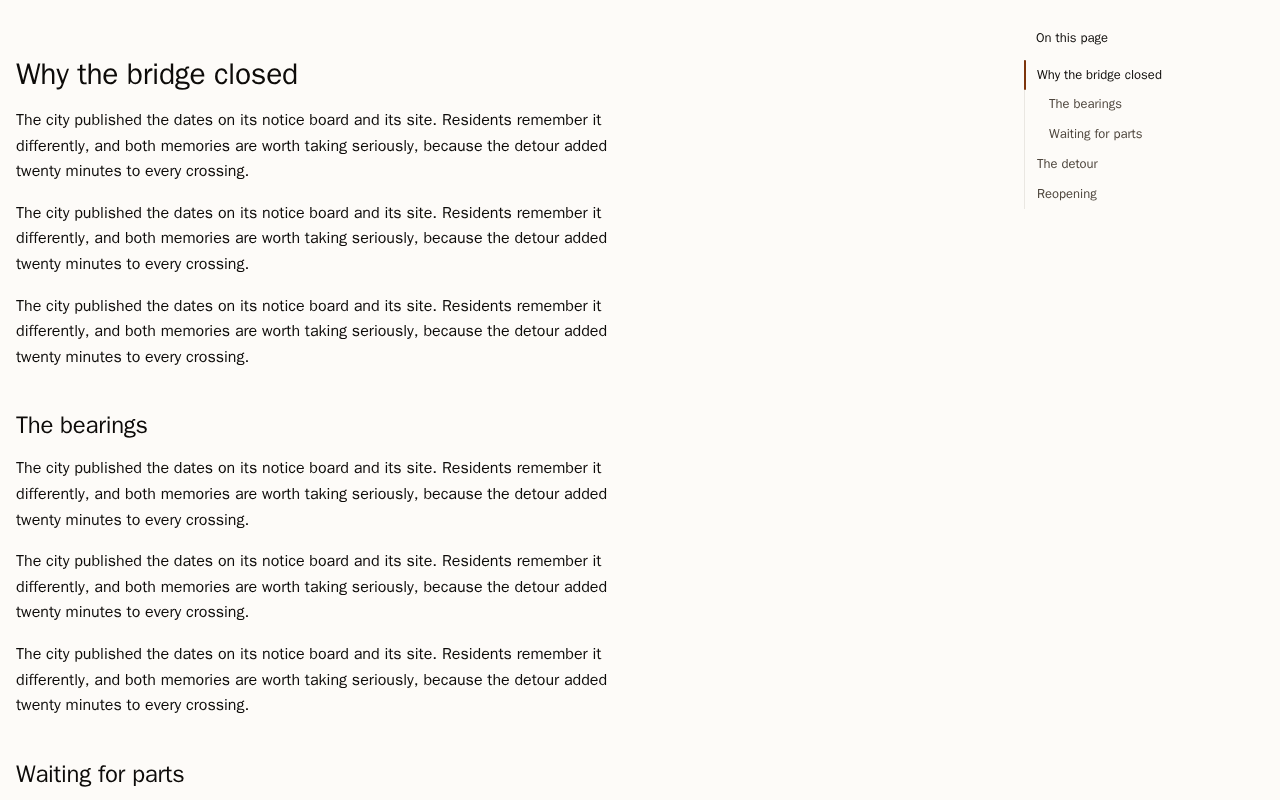 Why the bridge closed
The city published the dates on its notice board and its site. Residents remember it
differently, and both memories are worth taking seriously, because the detour added
twenty minutes to every crossing.
The city published the dates on its notice board and its site. Residents remember it
differently, and both memories are worth taking seriously, because the detour added
twenty minutes to every crossing.
The city published the dates on its notice board and its site. Residents remember it
differently, and both memories are worth taking seriously, because the detour added
twenty minutes to every crossing.
The bearings
The city published the dates on its notice board and its site. Residents remember it
differently, and both memories are worth taking seriously, because the detour added
twenty minutes to every crossing.
The city published the dates on its notice board and its site. Residents remember it
differently, and both memories are worth taking seriously, because the detour added
twenty minutes to every crossing.
The city published the dates on its notice board and its site. Residents remember it
differently, and both memories are worth taking seriously, because the detour added
twenty minutes to every crossing.
Waiting for parts
On this page
Why the bridge closed
The bearings
Waiting for parts
The detour
Reopening